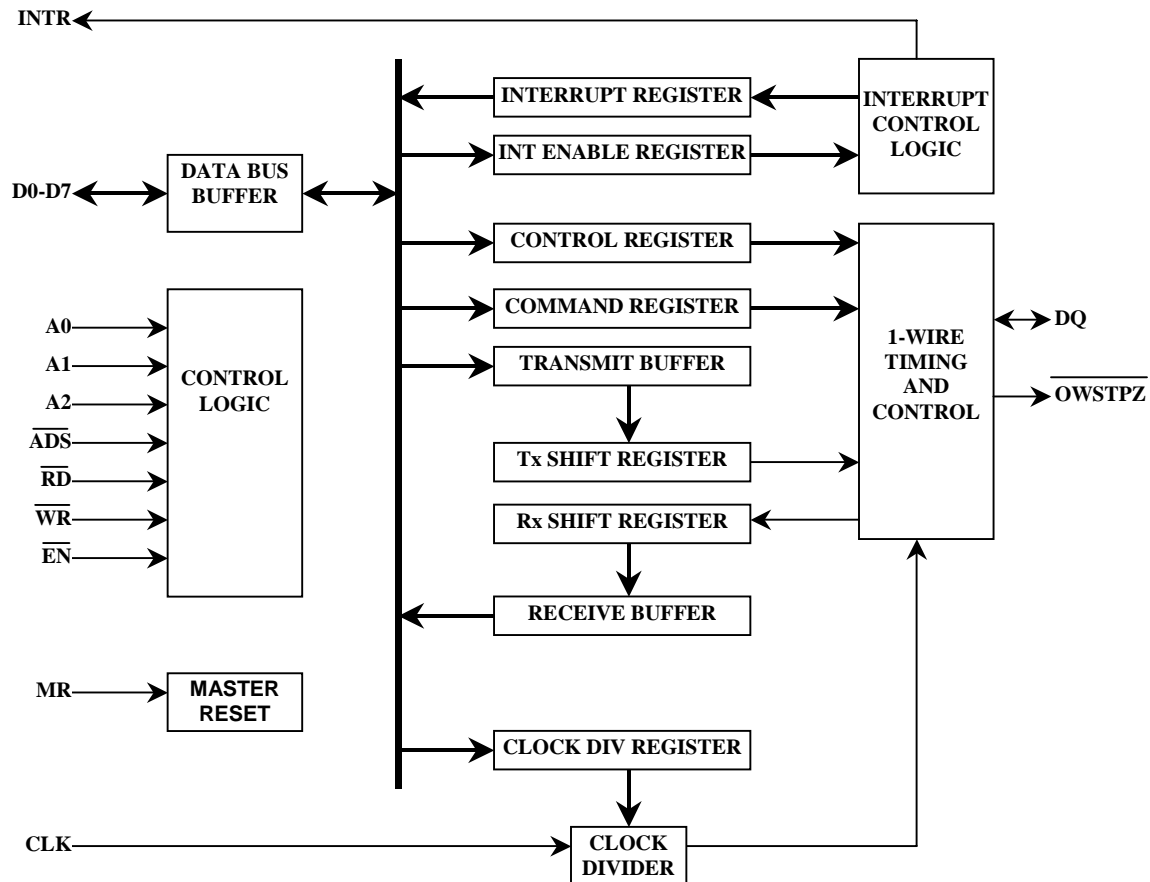 INTR
INTERRUPT REGISTER
INTERRUPT
CONTROL
LOGIC
INT ENABLE REGISTER
D0-D7
DATA BUS
BUFFER
CONTROL REGISTER
COMMAND REGISTER
TRANSMIT BUFFER
Tx SHIFT REGISTER
Rx SHIFT REGISTER
RECEIVE BUFFER
1-WIRE
TIMING
AND
CONTROL
DQ
OWSTPZ
A0
A1
A2
ADS
RD
WR
EN
CONTROL
LOGIC
MR
MASTER
RESET
CLOCK DIV REGISTER
CLK
CLOCK
DIVIDER